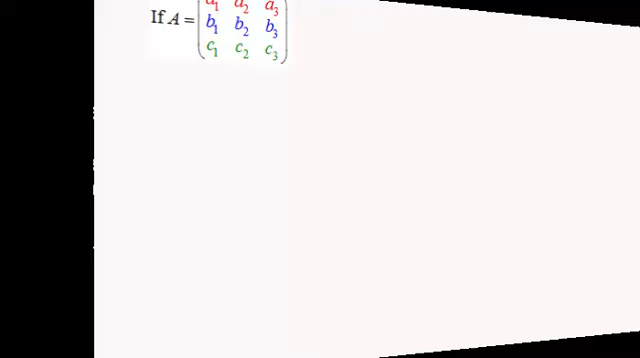 a₁ a₂ a₃
If A = b₁ b₂ b₃
c₁ c₂ c₃